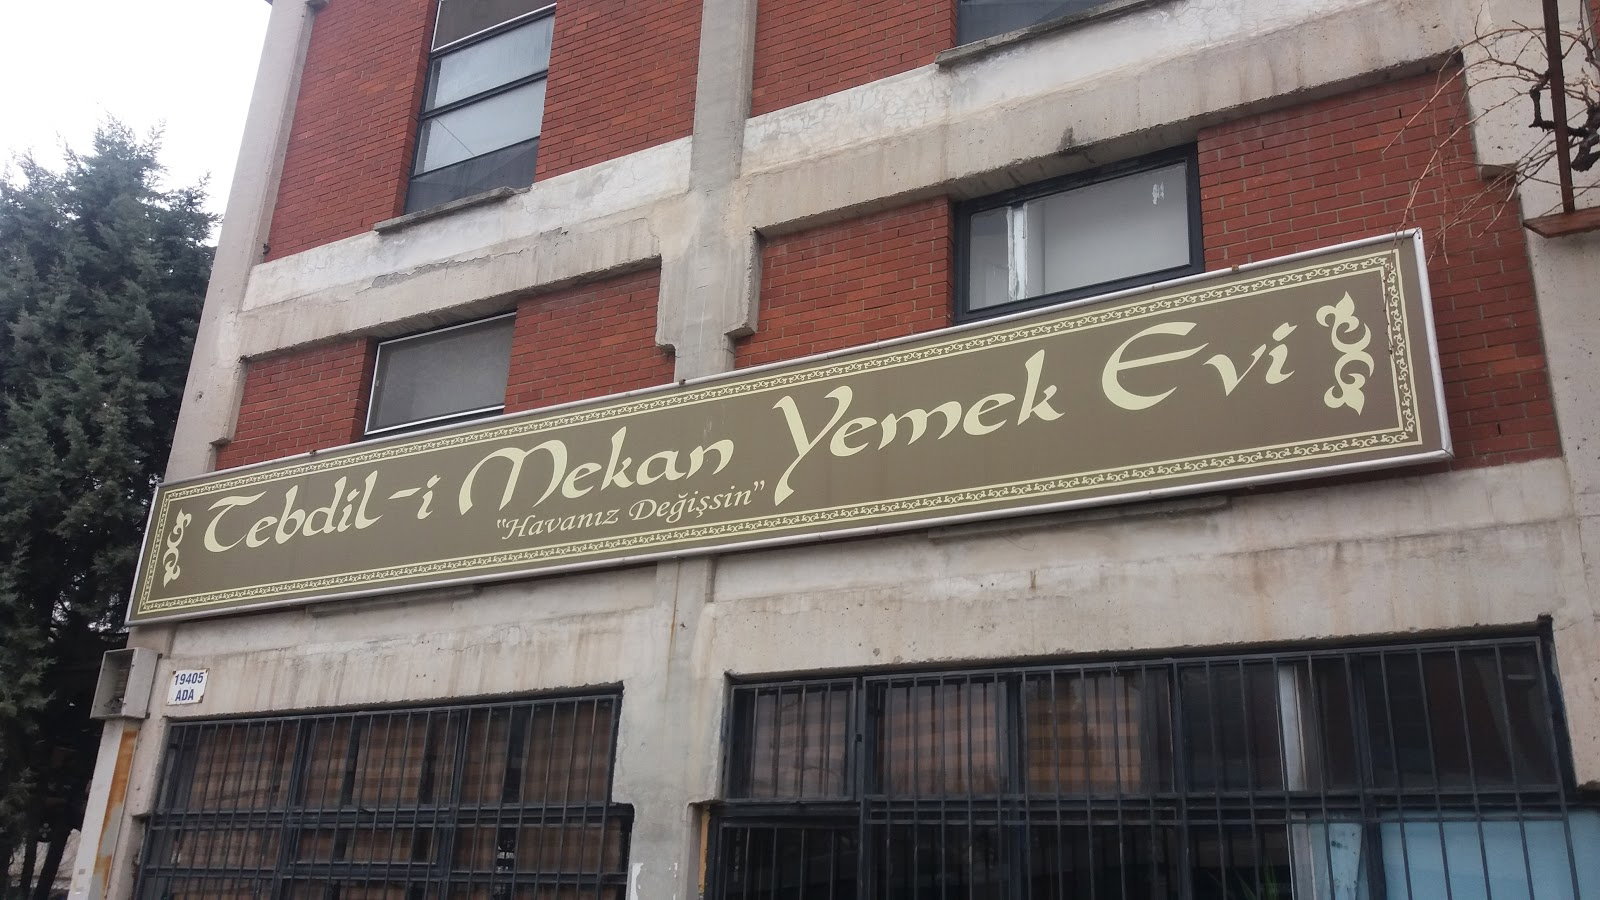 Tebdil-i Mekan Yemek Evi
"Havanız Değişsin"
19405
ADA